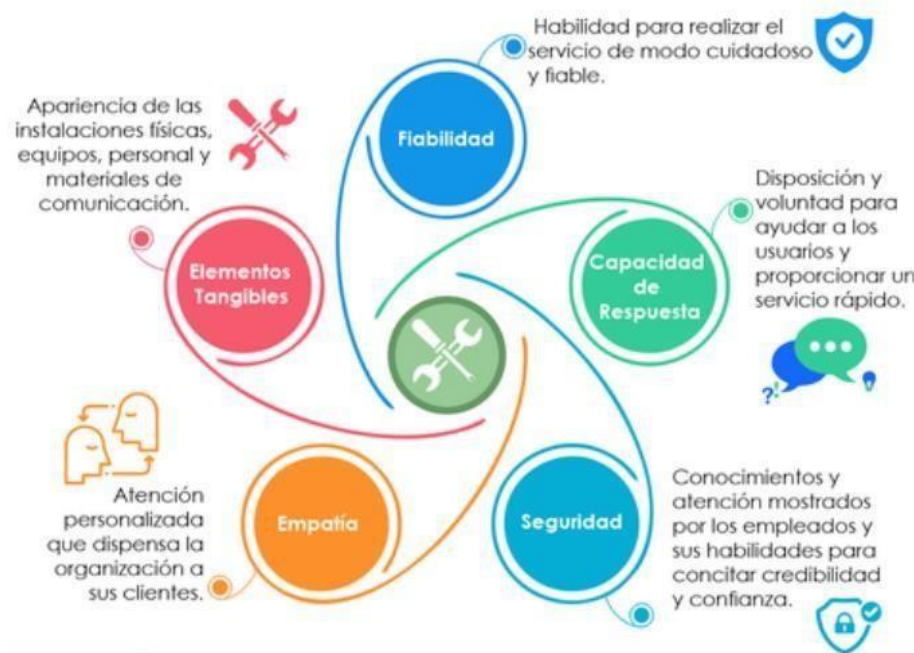 Habilidad para realizar el
servicio de modo cuidadoso
y fiable.
Fiabilidad
Apariencia de las
instalaciones físicas,
equipos, personal y
materiales de
comunicación.
Elementos
Tangibles
Disposición y
voluntad para
ayudar a los
usuarios y
proporcionar un
servicio rápido.
Capacidad
de
Respuesta
?!
Atención
personalizada
que dispensa la
organización a
sus clientes.
Empatía
Seguridad
Conocimientos y
atención mostrados
por los empleados y
sus habilidades para
concitar credibilidad
y confianza.